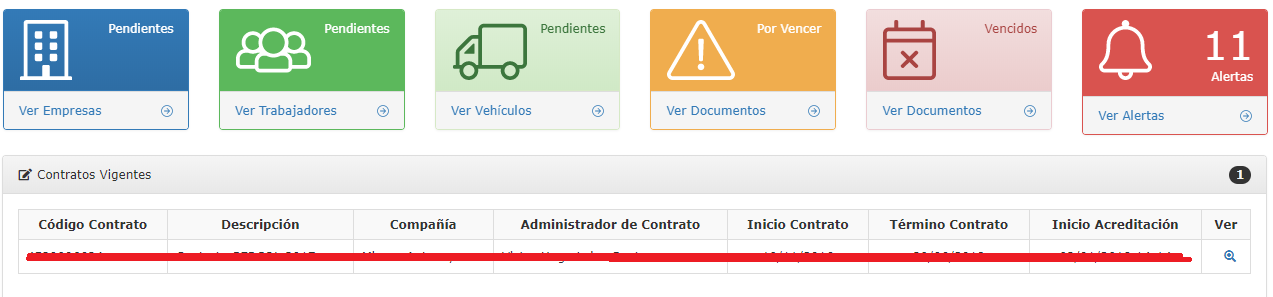 Pendientes
Ver Empresas
Pendientes
Ver Trabajadores
Pendientes
Ver Vehículos
Por Vencer
Ver Documentos
Vencidos
Ver Documentos
11
Alertas
Ver Alertas
Contratos Vigentes 1
Código Contrato Descripción Compañía Administrador de Contrato Inicio Contrato Término Contrato Inicio Acreditación Ver